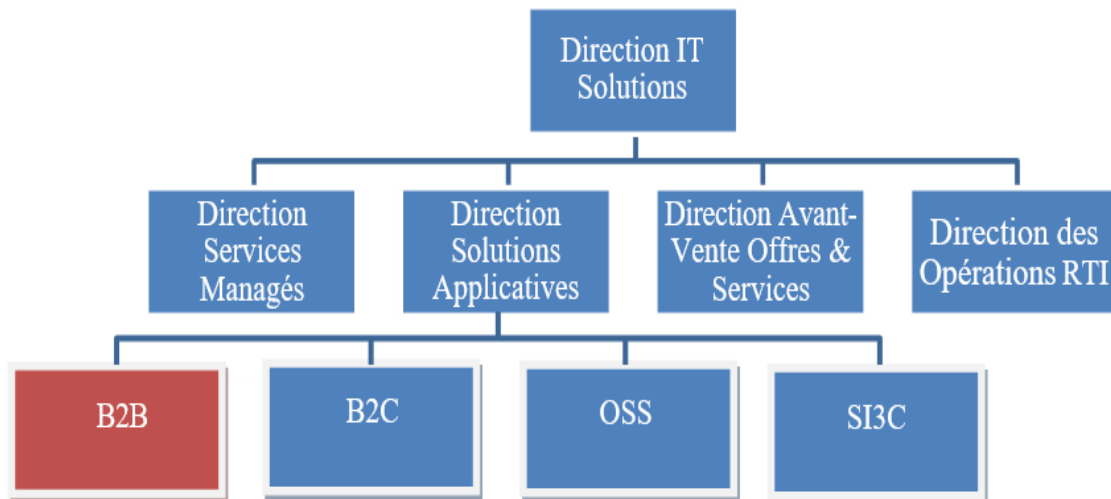 Direction IT
Solutions
Direction
Services
Managés
Direction
Solutions
Applicatives
Direction Avant-
Vente Offres &
Services
Direction des
Opérations RTI
B2B
B2C
OSS
SI3C